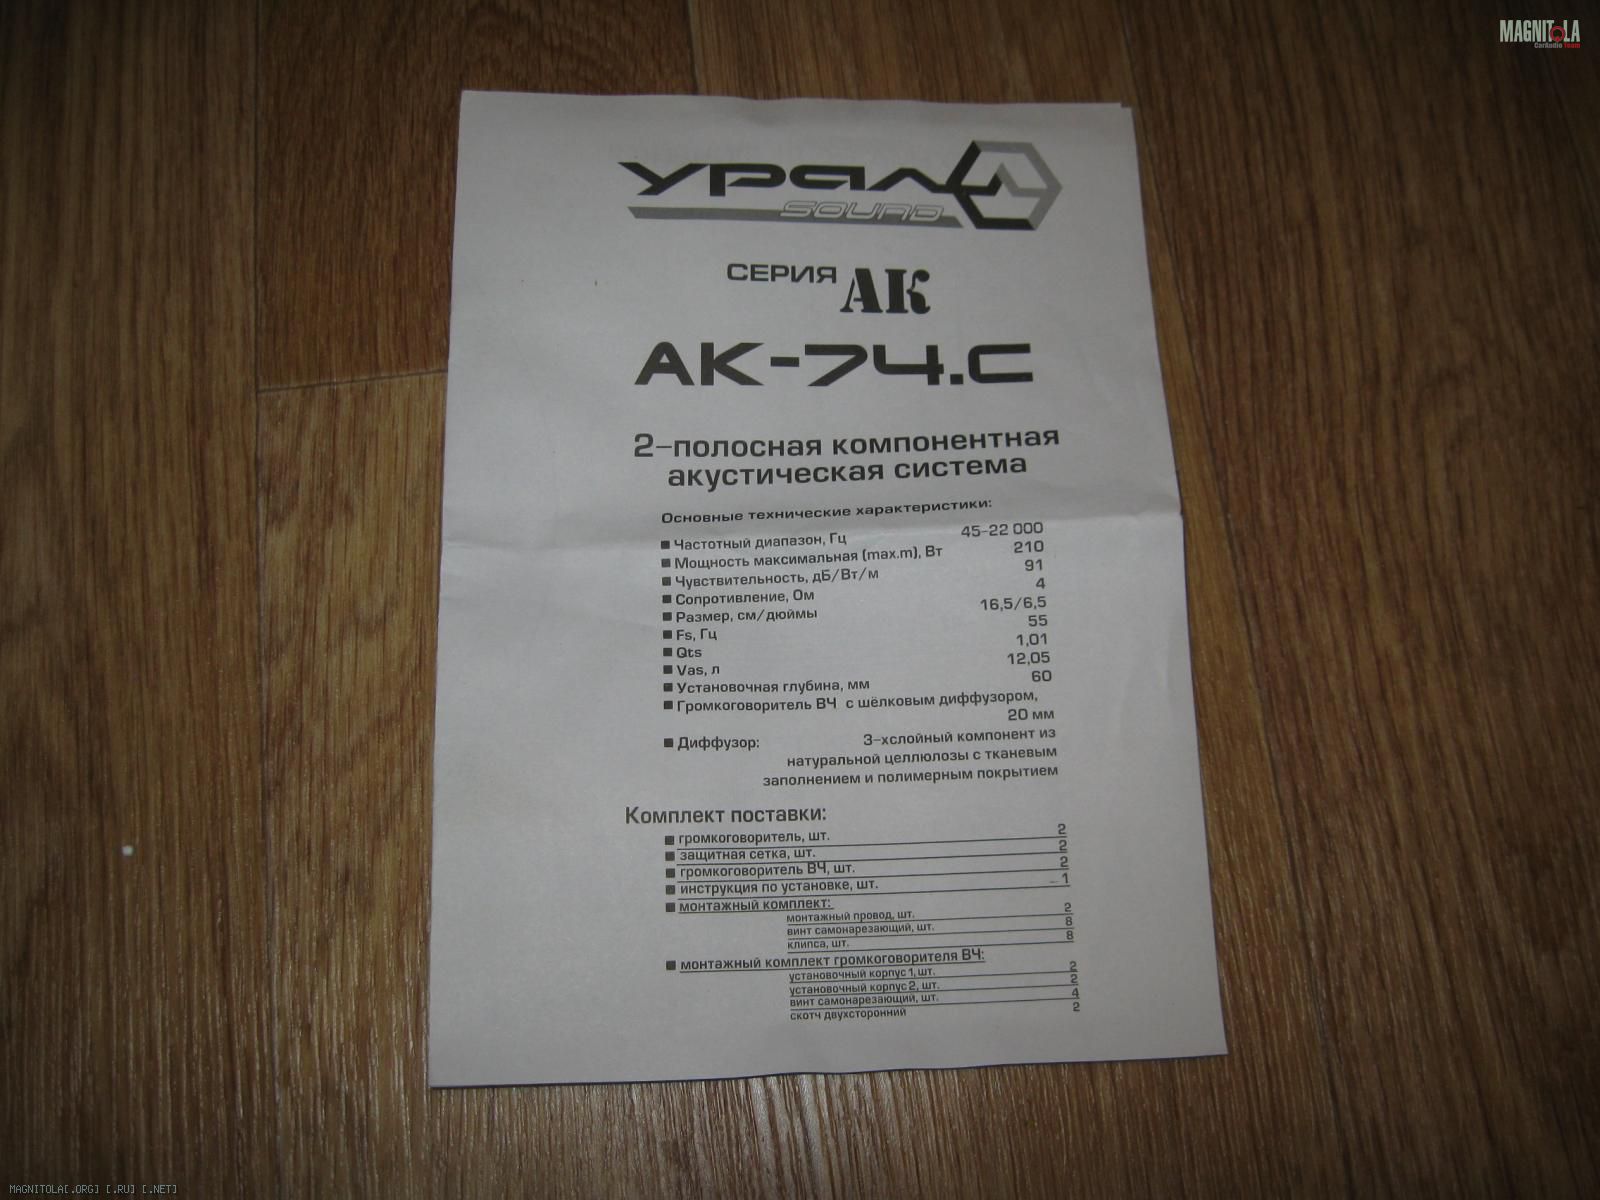 MAGNITOLA
CarAudio Team
Урал
SOUND
СЕРИЯ АК
АК-74.С
2-полосная компонентная
акустическая система
Основные технические характеристики:
Частотный диапазон, Гц 45-22 000
Мощность максимальная (max.m), Вт 210
Чувствительность, дБ/Вт/м 91
Сопротивление, Ом 4
Размер, см/дюймы 16,5/6,5
Fs, Гц 55
Qts 1,01
Vas, л 12,05
Установочная глубина, мм 60
Громкоговоритель ВЧ с шёлковым диффузором,
20 мм
Диффузор: 3-хслойный компонент из
натуральной целлюлозы с тканевым
заполнением и полимерным покрытием
Комплект поставки:
громкоговоритель, шт. 2
защитная сетка, шт. 2
громкоговоритель ВЧ, шт. 2
инструкция по установке, шт. 1
монтажный комплект:
монтажный провод, шт. 2
винт самонарезающий, шт. 8
клипса, шт. 8
монтажный комплект громкоговорителя ВЧ:
установочный корпус 1, шт. 2
установочный корпус 2, шт. 2
винт самонарезающий, шт. 4
скотч двухсторонний 2
MAGNITOLA[.ORG] [.RU] [.NET]